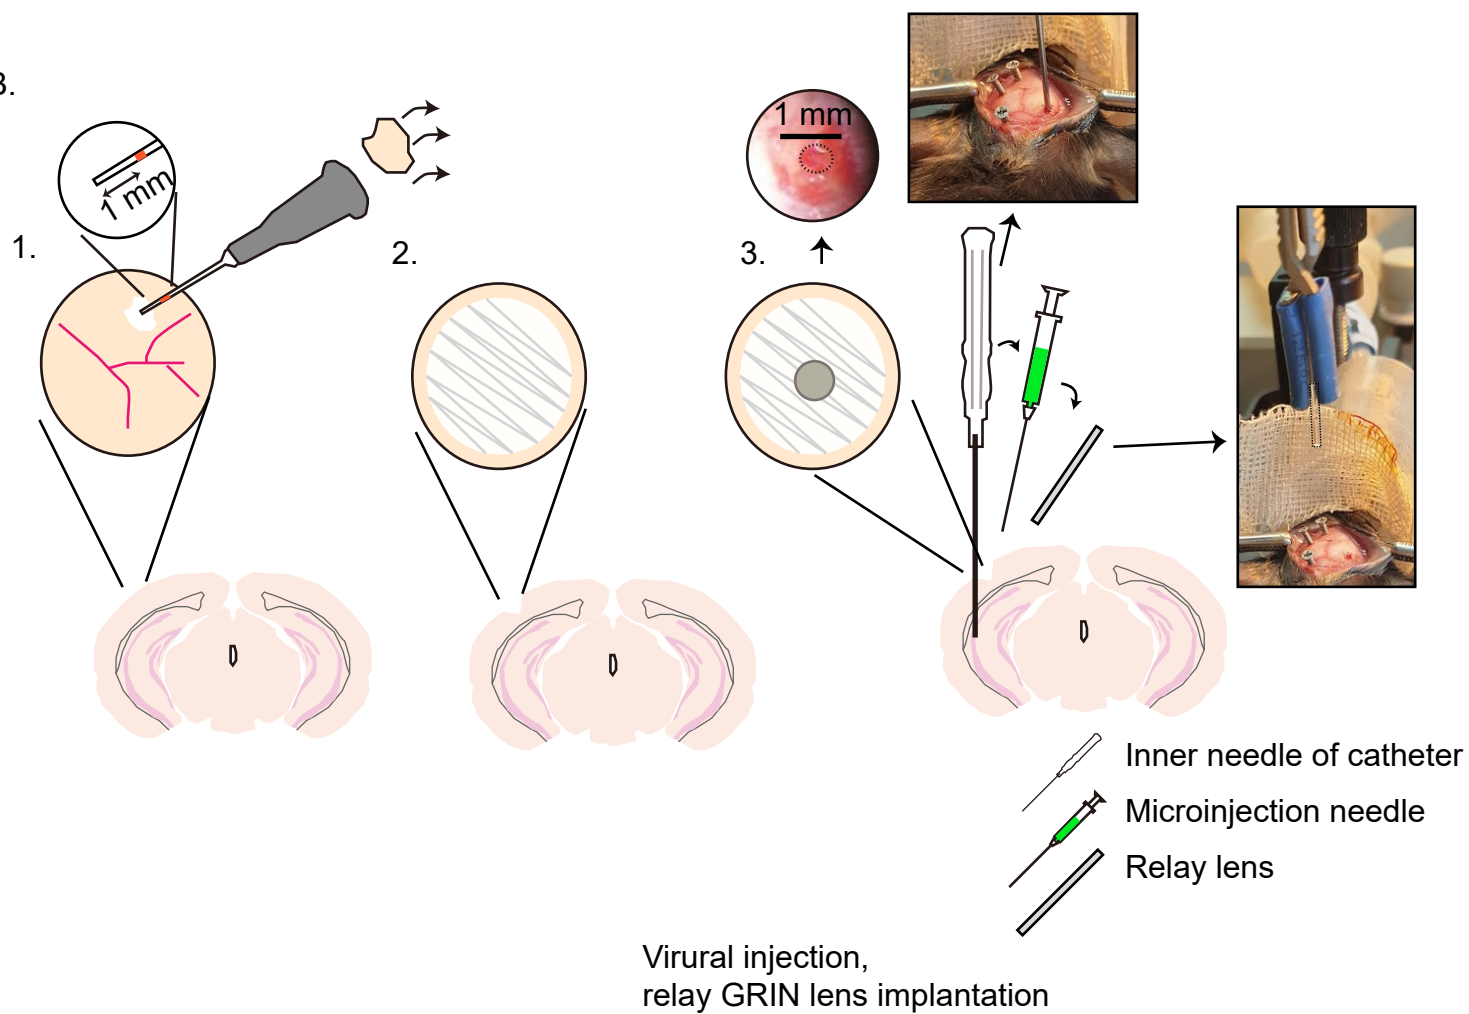 1 mm
1.
2.
3.
1 mm
Inner needle of catheter
Microinjection needle
Relay lens
Virural injection,
relay GRIN lens implantation